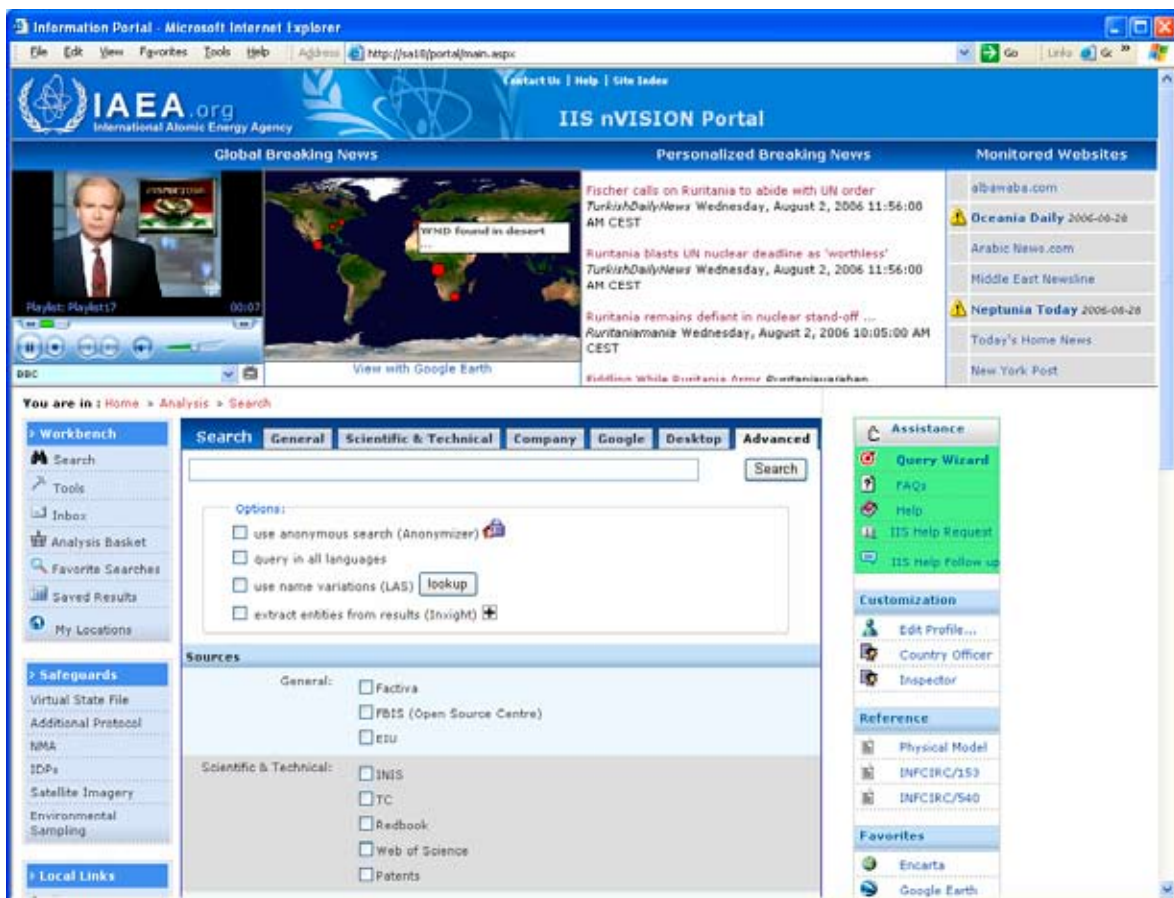 Information Portal - Microsoft Internet Explorer
File Edit View Favorites Tools Help Address http://sa18/portal/main.aspx Go Links
Contact Us | Help | Site Index
IAEA.org
International Atomic Energy Agency
IIS nVISION Portal
Global Breaking News
Personalized Breaking News
Monitored Websites
WND found in desert
...
Playlist: Playlist17 00:07
BBC
View with Google Earth
Fischer calls on Ruritania to abide with UN order
TurkishDailyNews Wednesday, August 2, 2006 11:56:00
AM CEST
Ruritania blasts UN nuclear deadline as 'worthless'
TurkishDailyNews Wednesday, August 2, 2006 11:56:00
AM CEST
Ruritania remains defiant in nuclear stand-off ...
Ruritaniamania Wednesday, August 2, 2006 10:05:00 AM
CEST
Fiddling While Ruritania Arms
albawaba.com
Oceania Daily 2006-08-28
Arabic News.com
Middle East Newsline
Neptunia Today 2006-08-28
Today's Home News
New York Post
You are in : Home » Analysis » Search
› Workbench
Search
Tools
Inbox
Analysis Basket
Favorite Searches
Saved Results
My Locations
› Safeguards
Virtual State File
Additional Protocol
NMA
IDPs
Satellite Imagery
Environmental
Sampling
› Local Links
Search General Scientific & Technical Company Google Desktop Advanced
Search
Options:
use anonymous search (Anonymizer)
query in all languages
use name variations (LAS) lookup
extract entities from results (Inxight)
Sources
General:
Factiva
FBIS (Open Source Centre)
EIU
Scientific & Technical:
INIS
TC
Redbook
Web of Science
Patents
Assistance
Query Wizard
FAQs
Help
IIS Help Request
IIS Help Follow up
Customization
Edit Profile...
Country Officer
Inspector
Reference
Physical Model
INFCIRC/153
INFCIRC/540
Favorites
Encarta
Google Earth